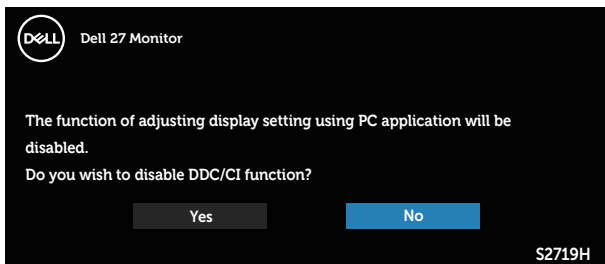 DELL
Dell 27 Monitor
The function of adjusting display setting using PC application will be
disabled.
Do you wish to disable DDC/CI function?
Yes
No
S2719H